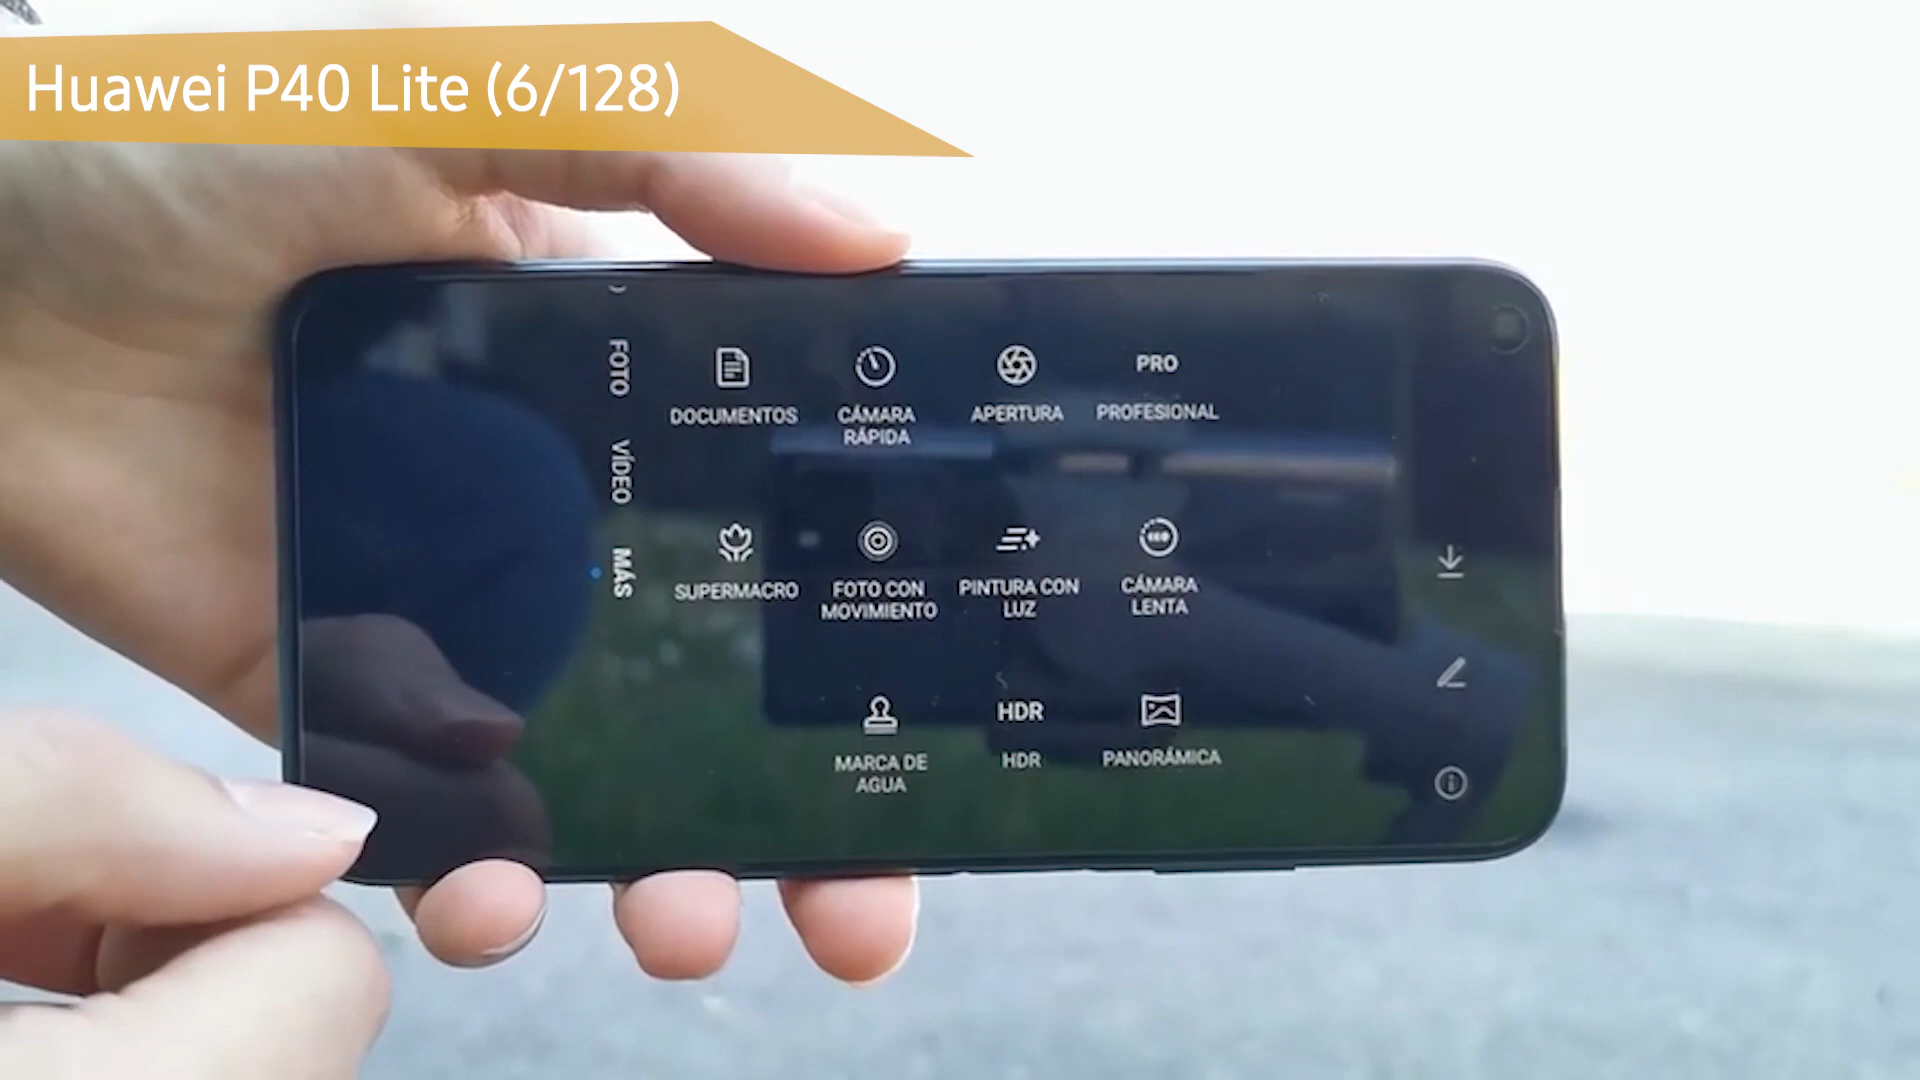 Huawei P40 Lite (6/128)
FOTO
VÍDEO
MÁS
DOCUMENTOS
CÁMARA
RÁPIDA
APERTURA
PRO
PROFESIONAL
SUPERMACRO
FOTO CON
MOVIMIENTO
PINTURA CON
LUZ
CÁMARA
LENTA
MARCA DE
AGUA
HDR
HDR
PANORÁMICA